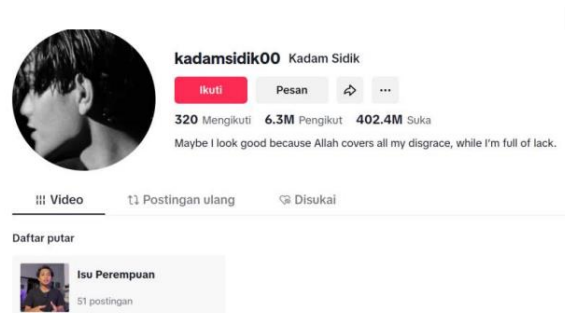 kadamsidik00 Kadam Sidik
Ikuti Pesan
320 Mengikuti 6.3M Pengikut 402.4M Suka
Maybe I look good because Allah covers all my disgrace, while I'm full of lack.
Video Postingan ulang Disukai
Daftar putar
Isu Perempuan
51 postingan